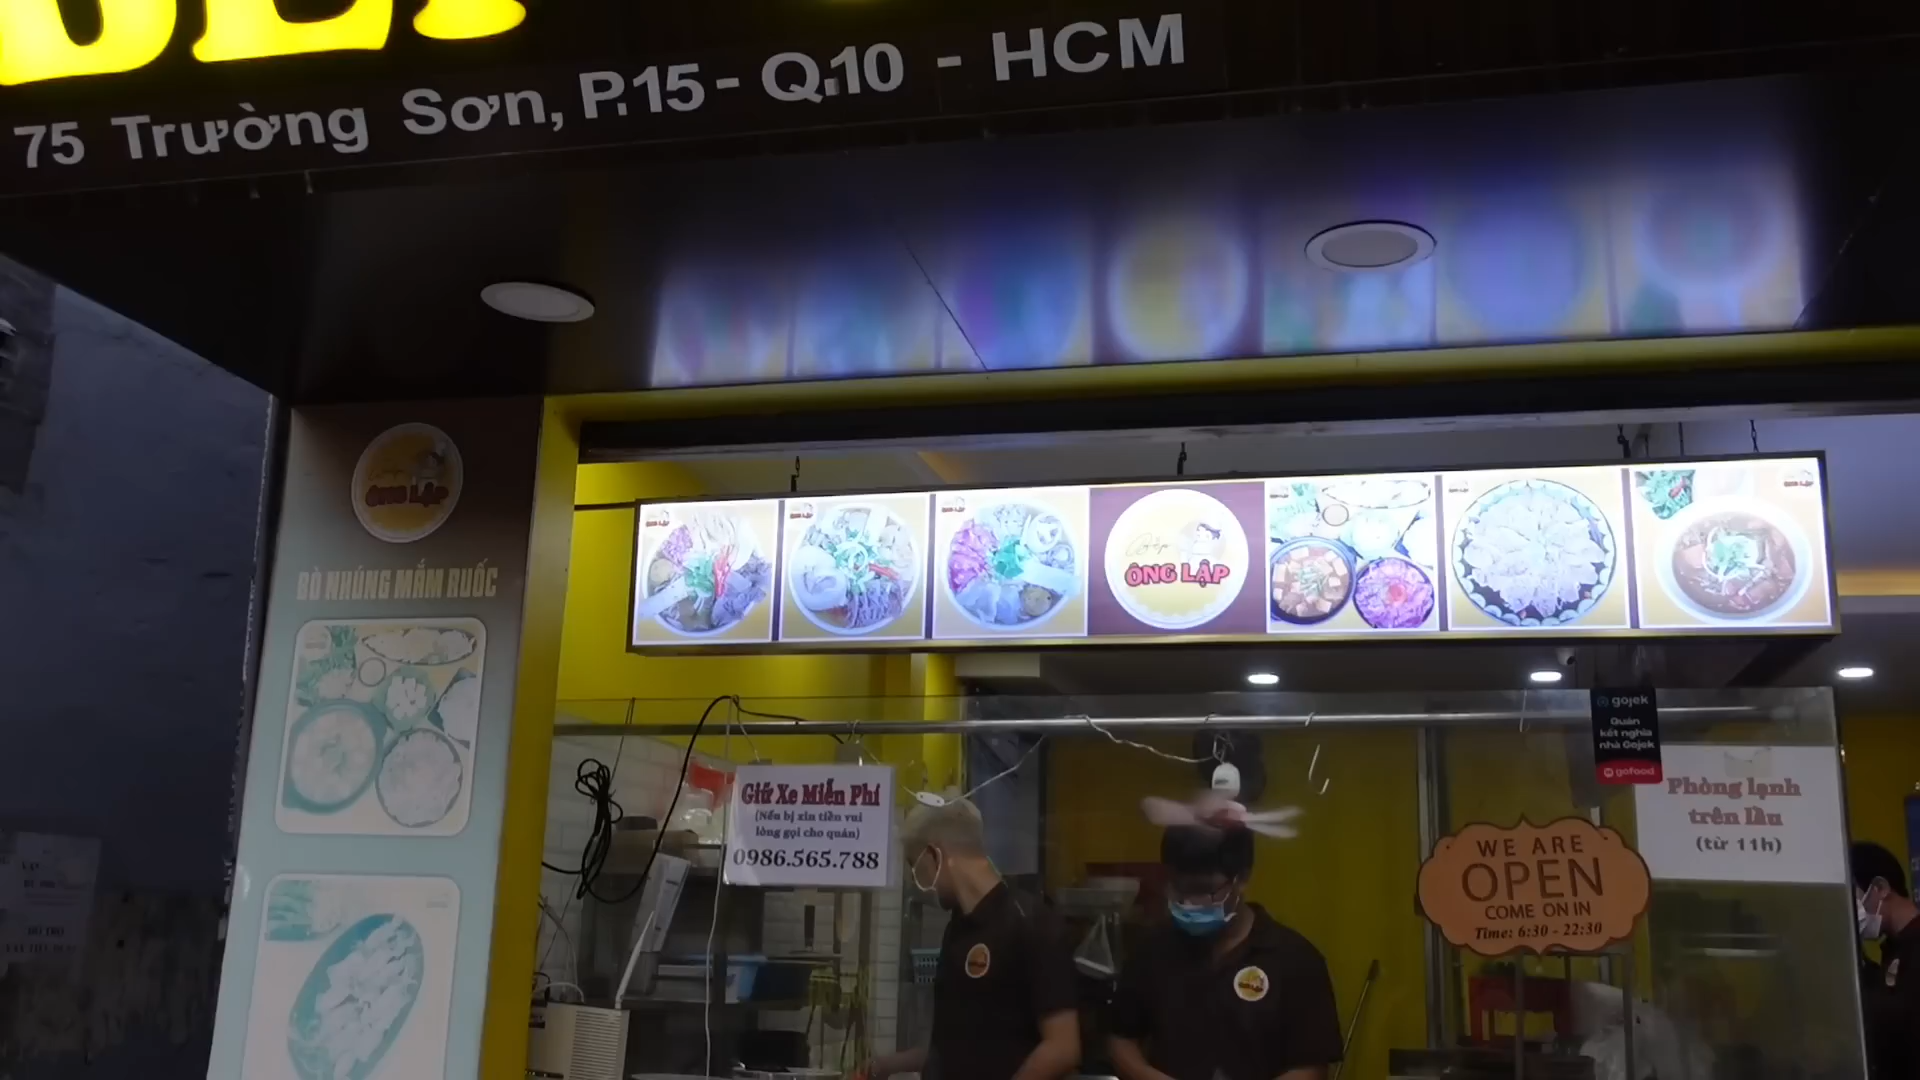 75 Trường Sơn, P.15 - Q.10 - HCM
ÔNG LẬP
BÒ NHÚNG MẮM RUỐC
ÔNG LẬP
Giữ Xe Miễn Phí
(Nếu bị xin tiền vui
lòng gọi cho quán)
0986.565.788
gojek
Quán
kết nghĩa
nhà Gojek
gofood
Phòng lạnh
trên lầu
(từ 11h)
WE ARE
OPEN
COME ON IN
Time: 6:30 - 22:30
ÔNG LẬP